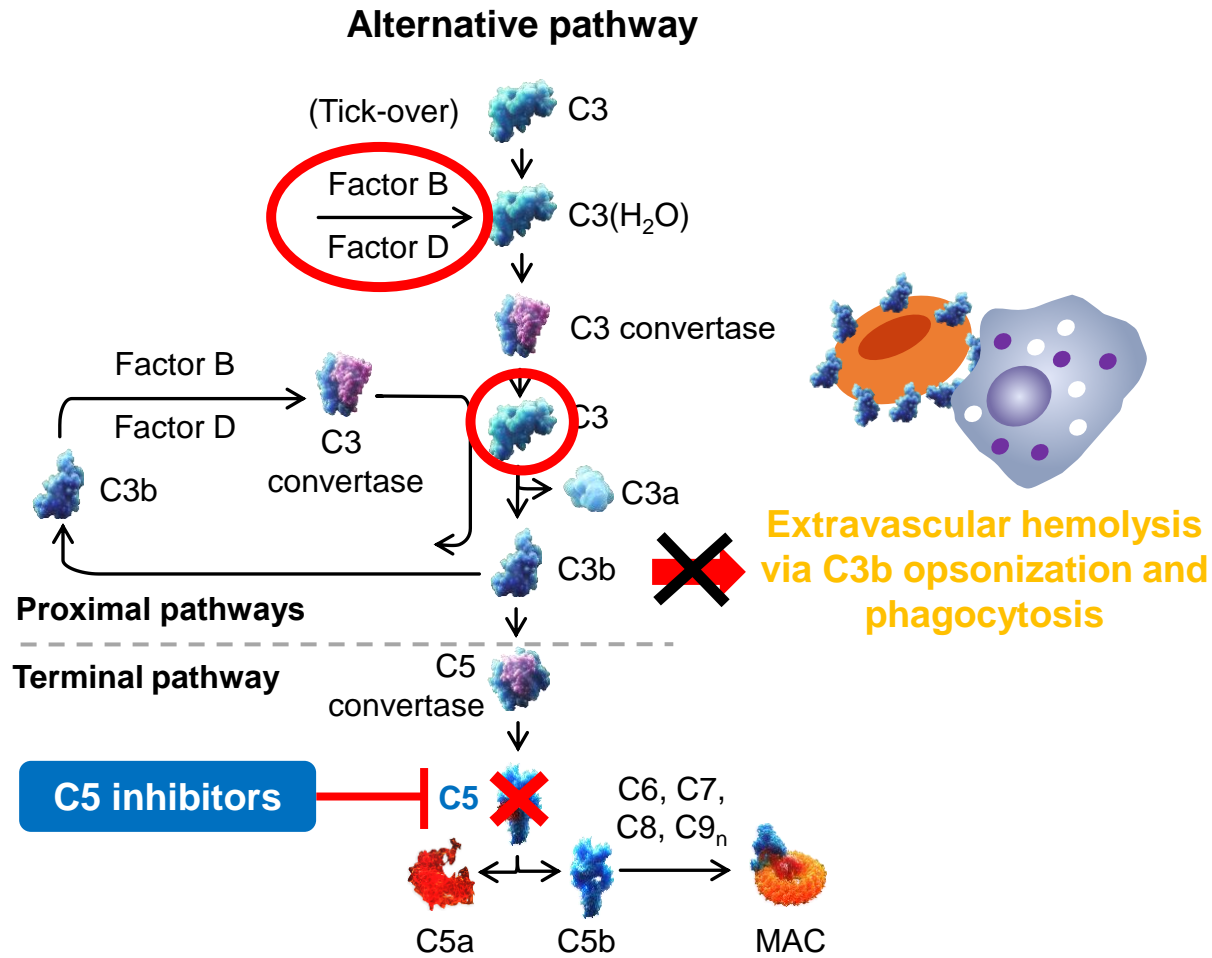 Alternative pathway
(Tick-over)
C3
Factor B
Factor D
C3(H₂O)
C3 convertase
Factor B
Factor D
C3
convertase
C3
C3b
C3a
C3b
Extravascular hemolysis
via C3b opsonization and
phagocytosis
Proximal pathways
Terminal pathway
C5
convertase
C5 inhibitors
C5
C6, C7,
C8, C9ₙ
C5a
C5b
MAC